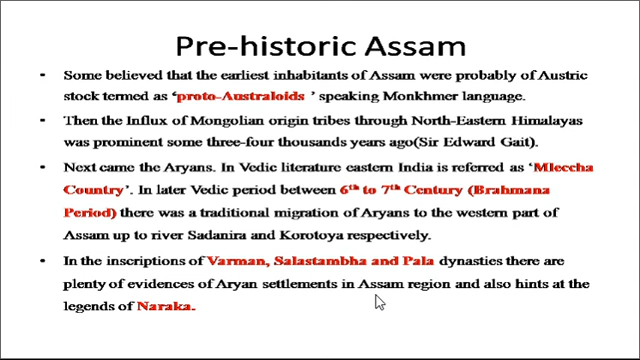 Pre-historic Assam
• Some believed that the earliest inhabitants of Assam were probably of Austric
stock termed as ‘proto-Australoids ’ speaking Monkhmer language.
• Then the Influx of Mongolian origin tribes through North-Eastern Himalayas
was prominent some three-four thousands years ago(Sir Edward Gait).
• Next came the Aryans. In Vedic literature eastern India is referred as ‘Mleccha
Country’. In later Vedic period between 6th to 7th Century (Brahmana
Period) there was a traditional migration of Aryans to the western part of
Assam up to river Sadanira and Korotoya respectively.
• In the inscriptions of Varman, Salastambha and Pala dynasties there are
plenty of evidences of Aryan settlements in Assam region and also hints at the
legends of Naraka.